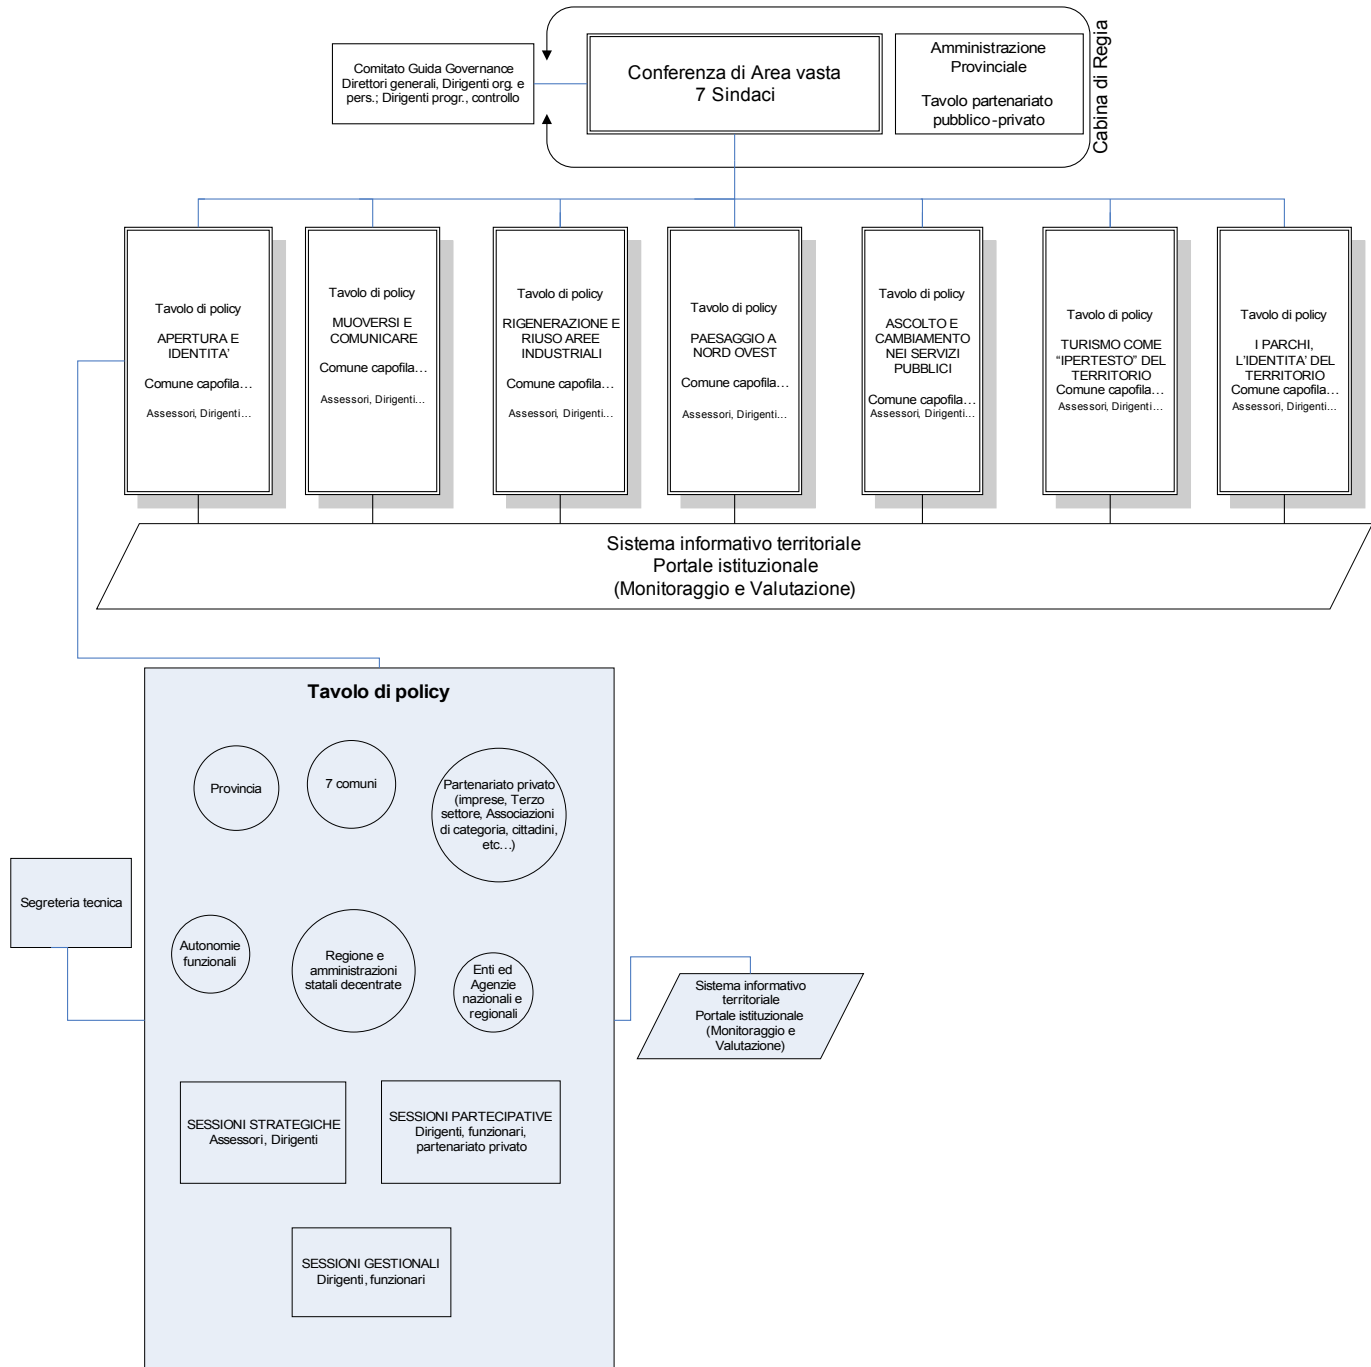 Comitato Guida Governance
Direttori generali, Dirigenti org. e
pers.; Dirigenti progr., controllo
Conferenza di Area vasta
7 Sindaci
Amministrazione
Provinciale
Tavolo partenariato
pubblico-privato
Cabina di Regia
Tavolo di policy
APERTURA E
IDENTITA'
Comune capofila…
Assessori, Dirigenti…
Tavolo di policy
MUOVERSI E
COMUNICARE
Comune capofila…
Assessori, Dirigenti…
Tavolo di policy
RIGENERAZIONE E
RIUSO AREE
INDUSTRIALI
Comune capofila…
Assessori, Dirigenti…
Tavolo di policy
PAESAGGIO A
NORD OVEST
Comune capofila…
Assessori, Dirigenti…
Tavolo di policy
ASCOLTO E
CAMBIAMENTO
NEI SERVIZI
PUBBLICI
Comune capofila…
Assessori, Dirigenti…
Tavolo di policy
TURISMO COME
“IPERTESTO” DEL
TERRITORIO
Comune capofila…
Assessori, Dirigenti…
Tavolo di policy
I PARCHI,
L'IDENTITA' DEL
TERRITORIO
Comune capofila…
Assessori, Dirigenti…
Sistema informativo territoriale
Portale istituzionale
(Monitoraggio e Valutazione)
Tavolo di policy
Provincia
7 comuni
Partenariato privato
(imprese, Terzo
settore, Associazioni
di categoria, cittadini,
etc…)
Segreteria tecnica
Autonomie
funzionali
Regione e
amministrazioni
statali decentrate
Enti ed
Agenzie
nazionali e
regionali
Sistema informativo
territoriale
Portale istituzionale
(Monitoraggio e
Valutazione)
SESSIONI STRATEGICHE
Assessori, Dirigenti
SESSIONI PARTECIPATIVE
Dirigenti, funzionari,
partenariato privato
SESSIONI GESTIONALI
Dirigenti, funzionari